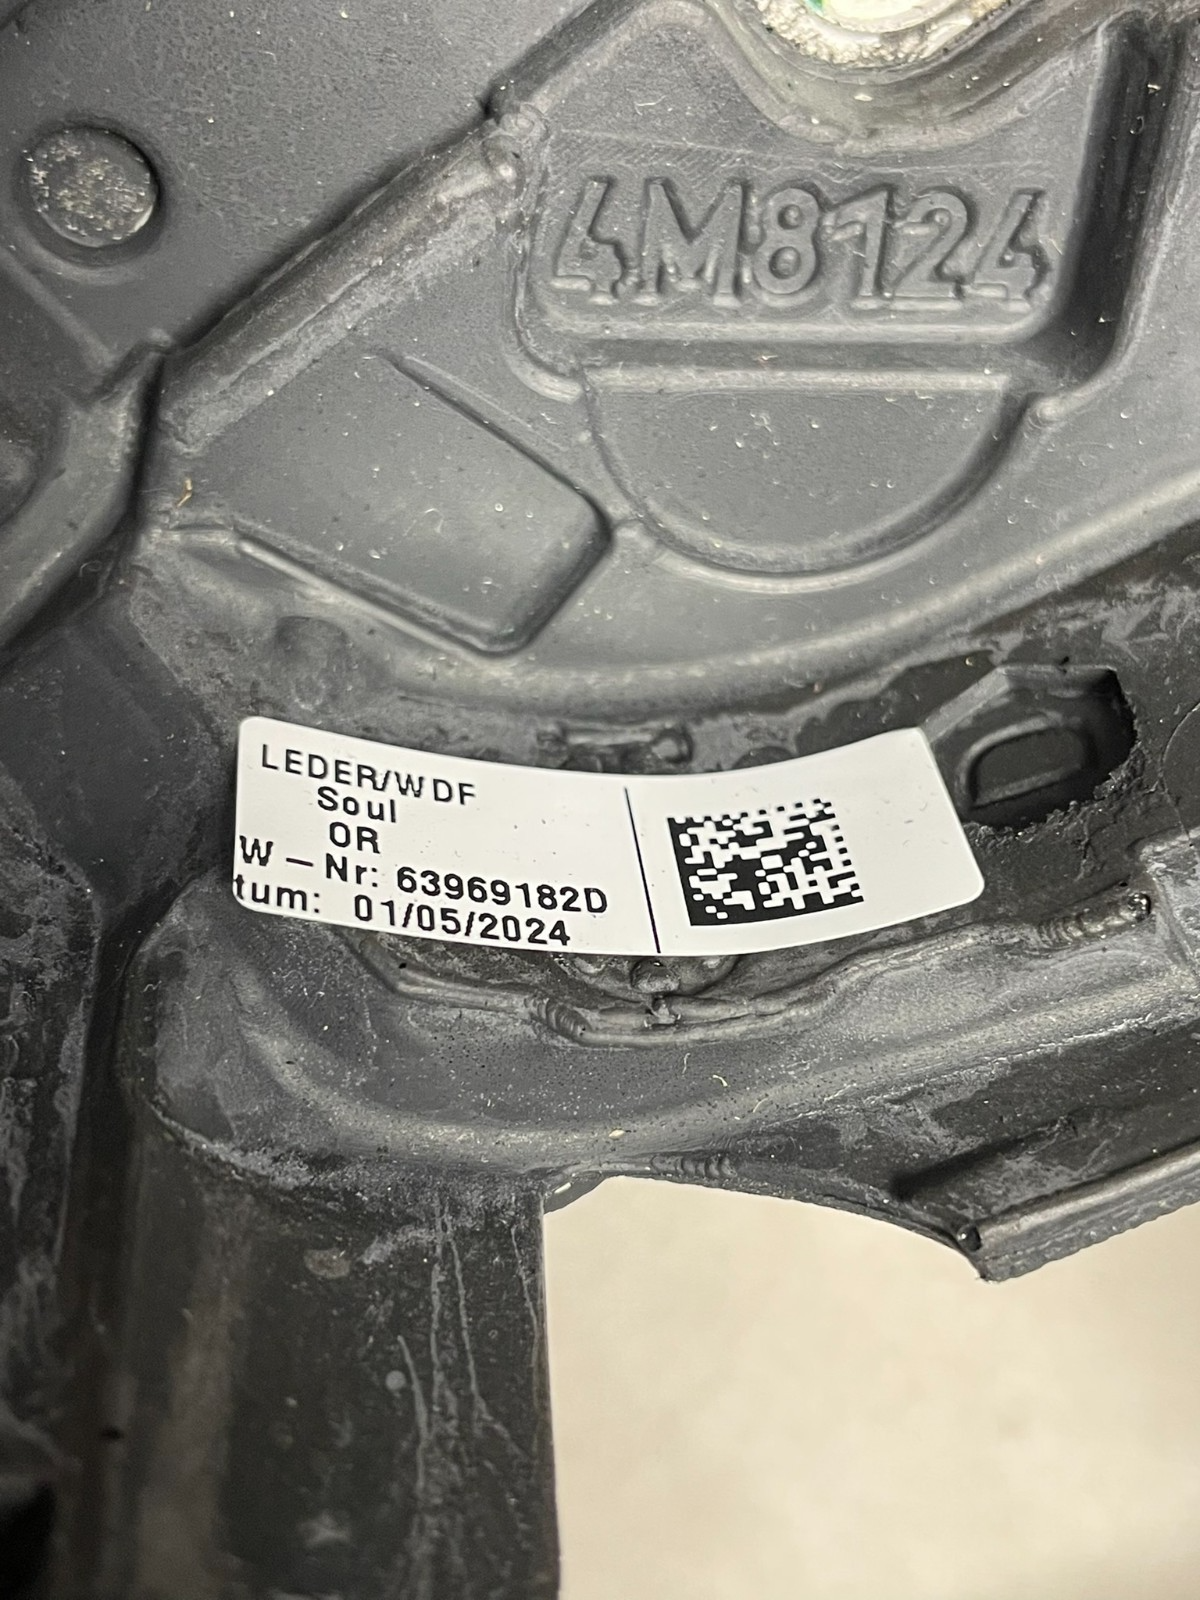 4M8124
LEDER/WDF
Soul
OR
W-Nr: 63969182D
tum: 01/05/2024